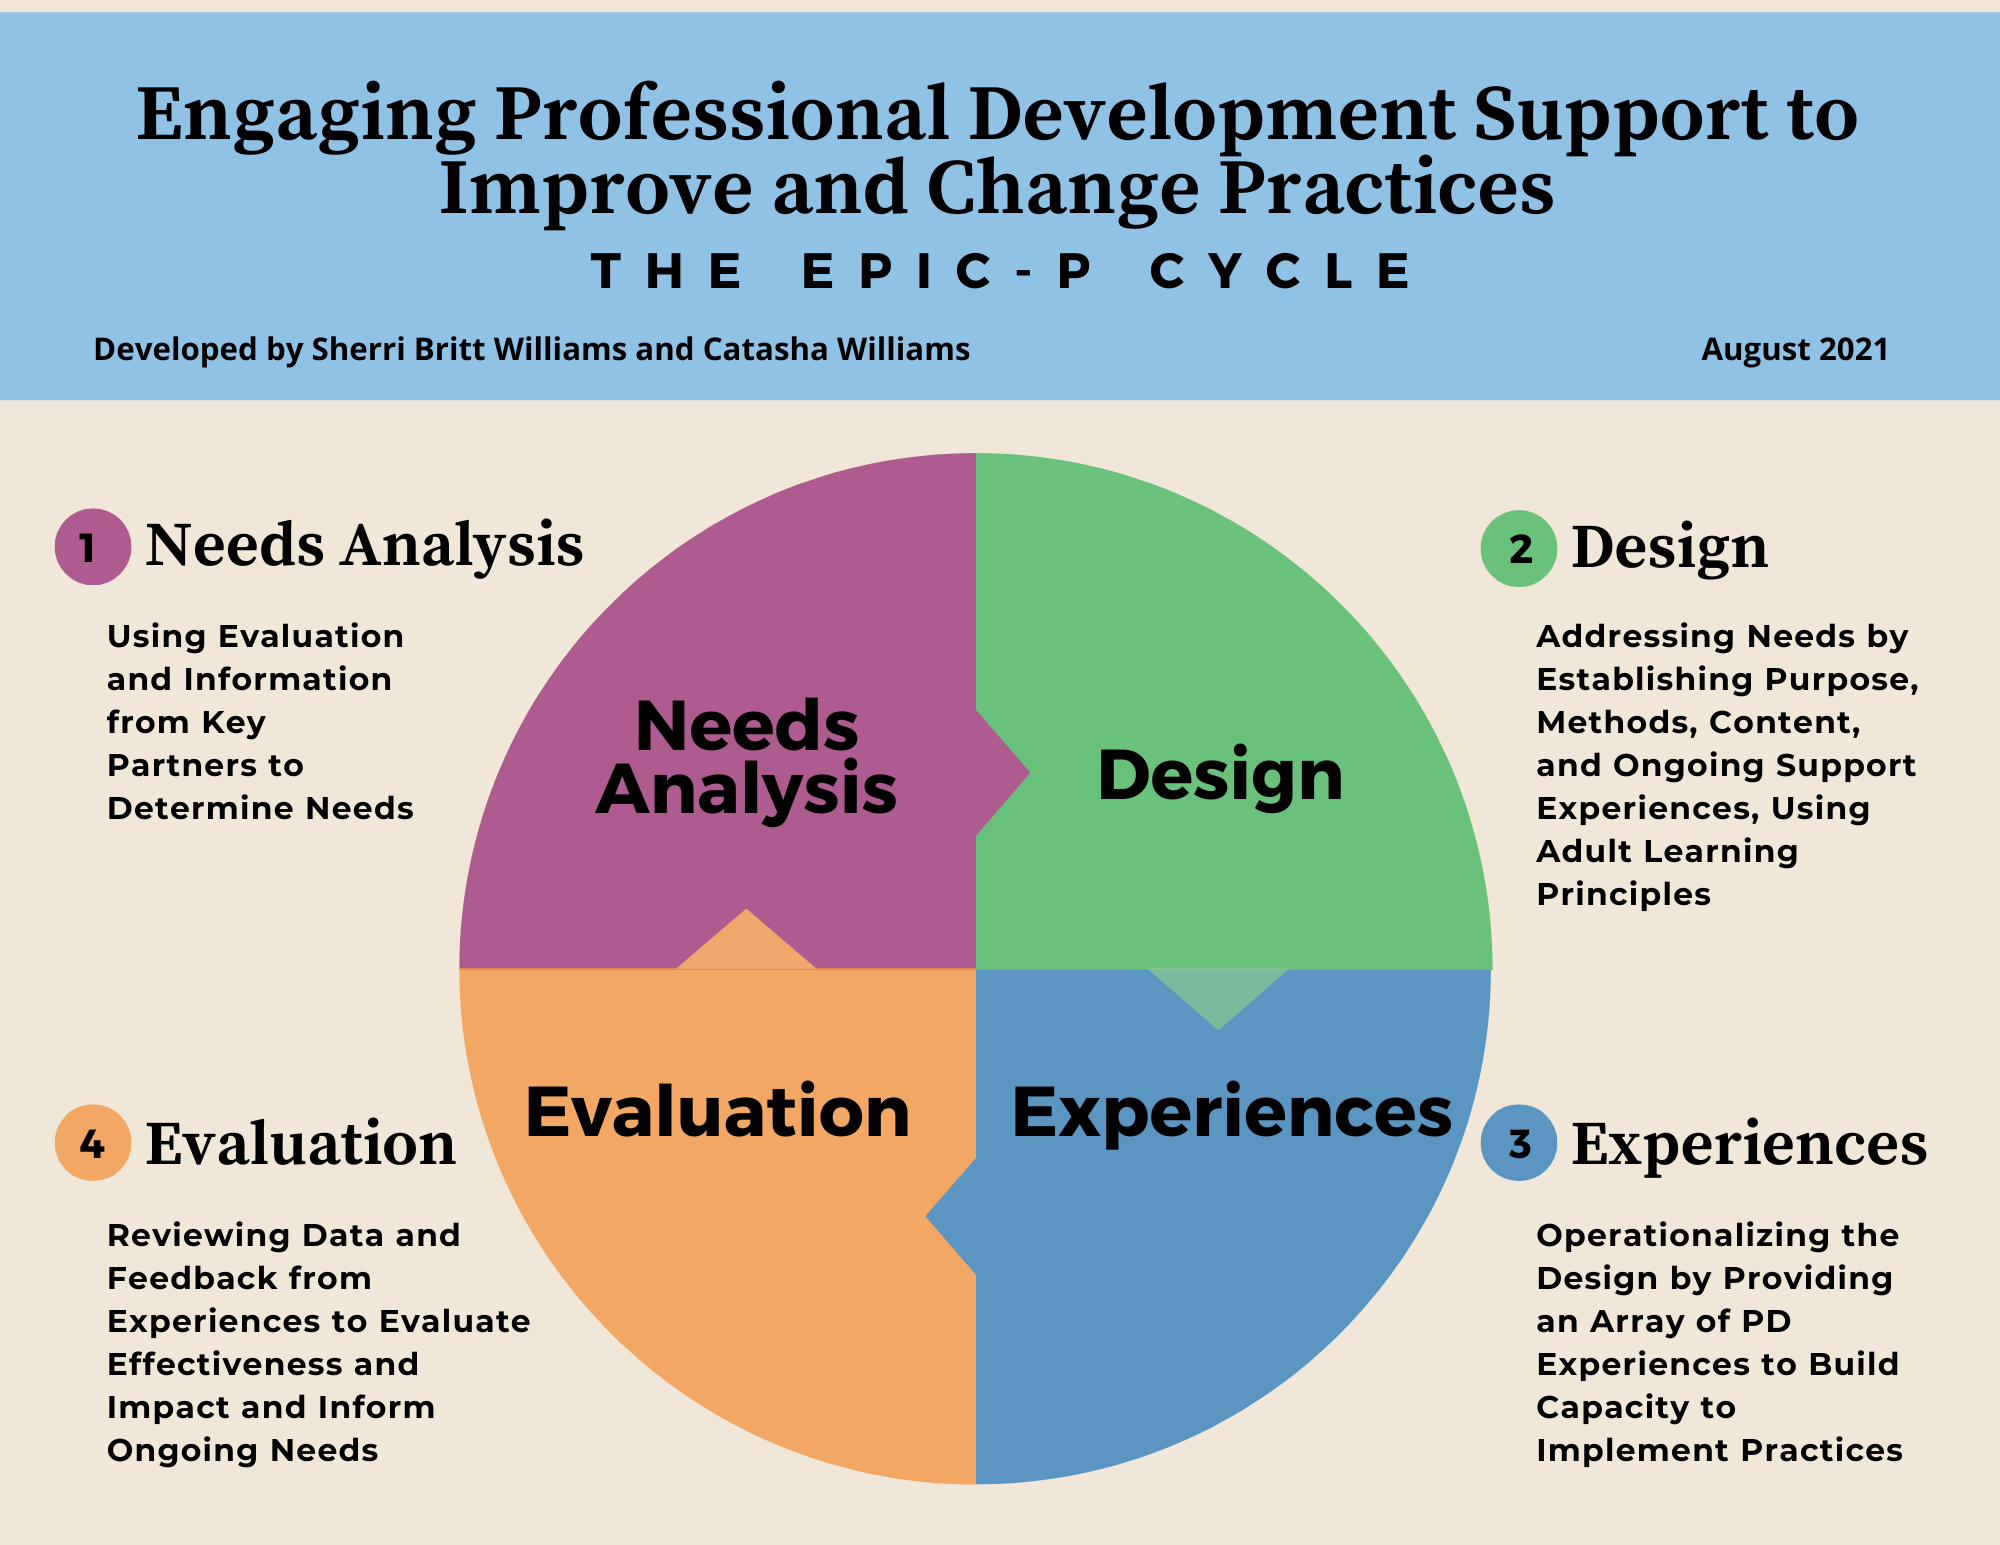 Engaging Professional Development Support to
Improve and Change Practices
THE EPIC-P CYCLE
Developed by Sherri Britt Williams and Catasha Williams
August 2021
1
Needs Analysis
Using Evaluation
and Information
from Key
Partners to
Determine Needs
2
Design
Addressing Needs by
Establishing Purpose,
Methods, Content,
and Ongoing Support
Experiences, Using
Adult Learning
Principles
Needs
Analysis
Design
Evaluation
Experiences
4
Evaluation
Reviewing Data and
Feedback from
Experiences to Evaluate
Effectiveness and
Impact and Inform
Ongoing Needs
3
Experiences
Operationalizing the
Design by Providing
an Array of PD
Experiences to Build
Capacity to
Implement Practices